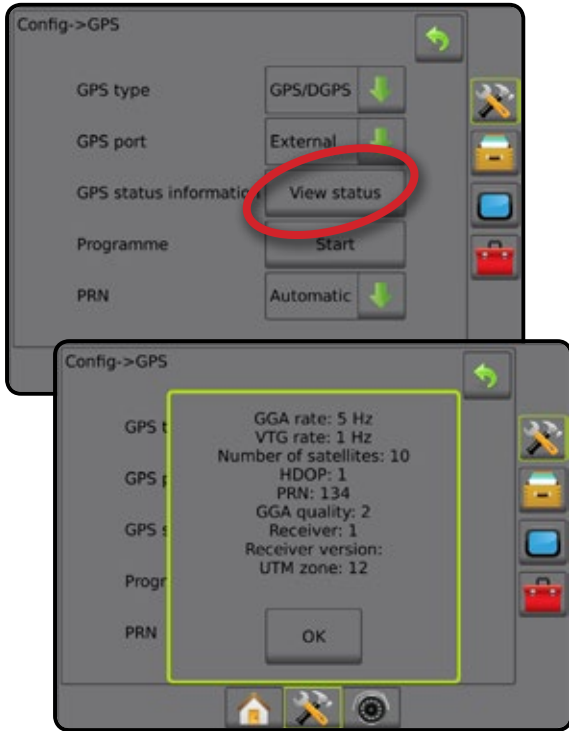 Config->GPS
GPS type GPS/DGPS
GPS port External
GPS status information View status
Programme Start
PRN Automatic
Config->GPS
GPS t
GPS p
GPS s
Progr
PRN
GGA rate: 5 Hz
VTG rate: 1 Hz
Number of satellites: 10
HDOP: 1
PRN: 134
GGA quality: 2
Receiver: 1
Receiver version:
UTM zone: 12
OK